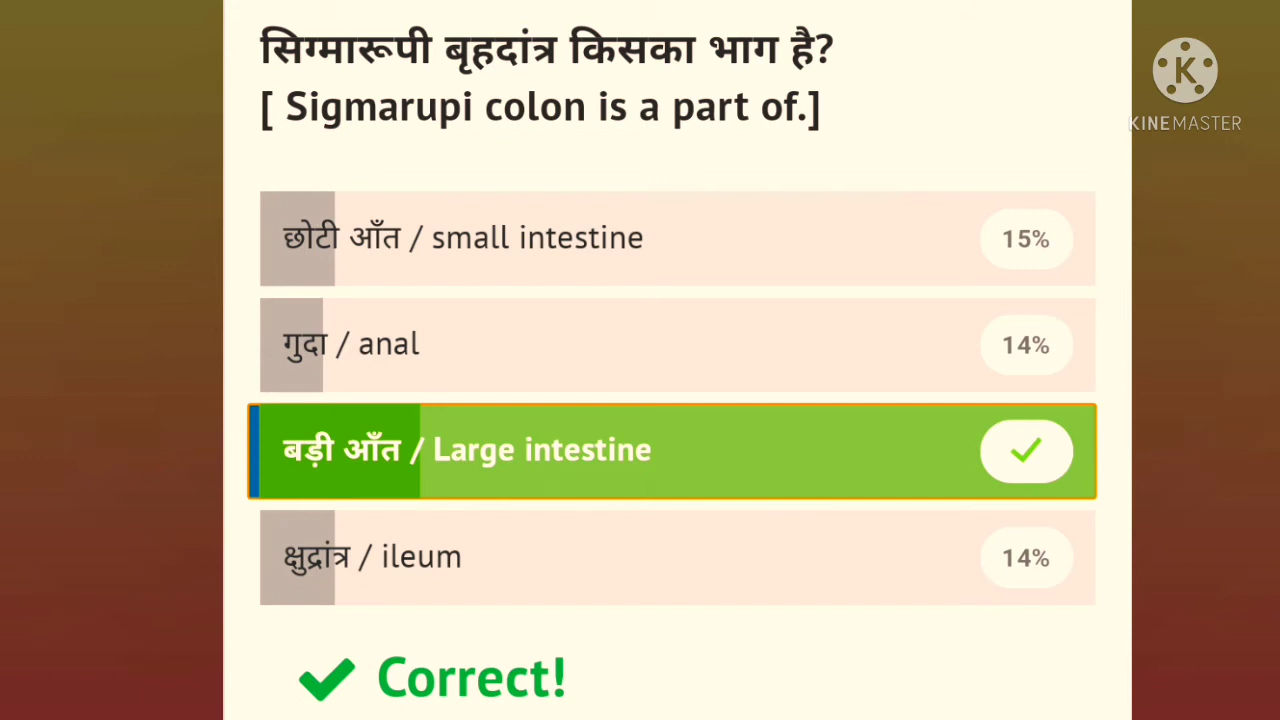 सिग्मारूपी बृहदांत्र किसका भाग है?
[ Sigmarupi colon is a part of.]
K
KINEMASTER
छोटी आँत / small intestine
15%
गुदा / anal
14%
बड़ी आँत / Large intestine
क्षुद्रांत्र / ileum
14%
Correct!